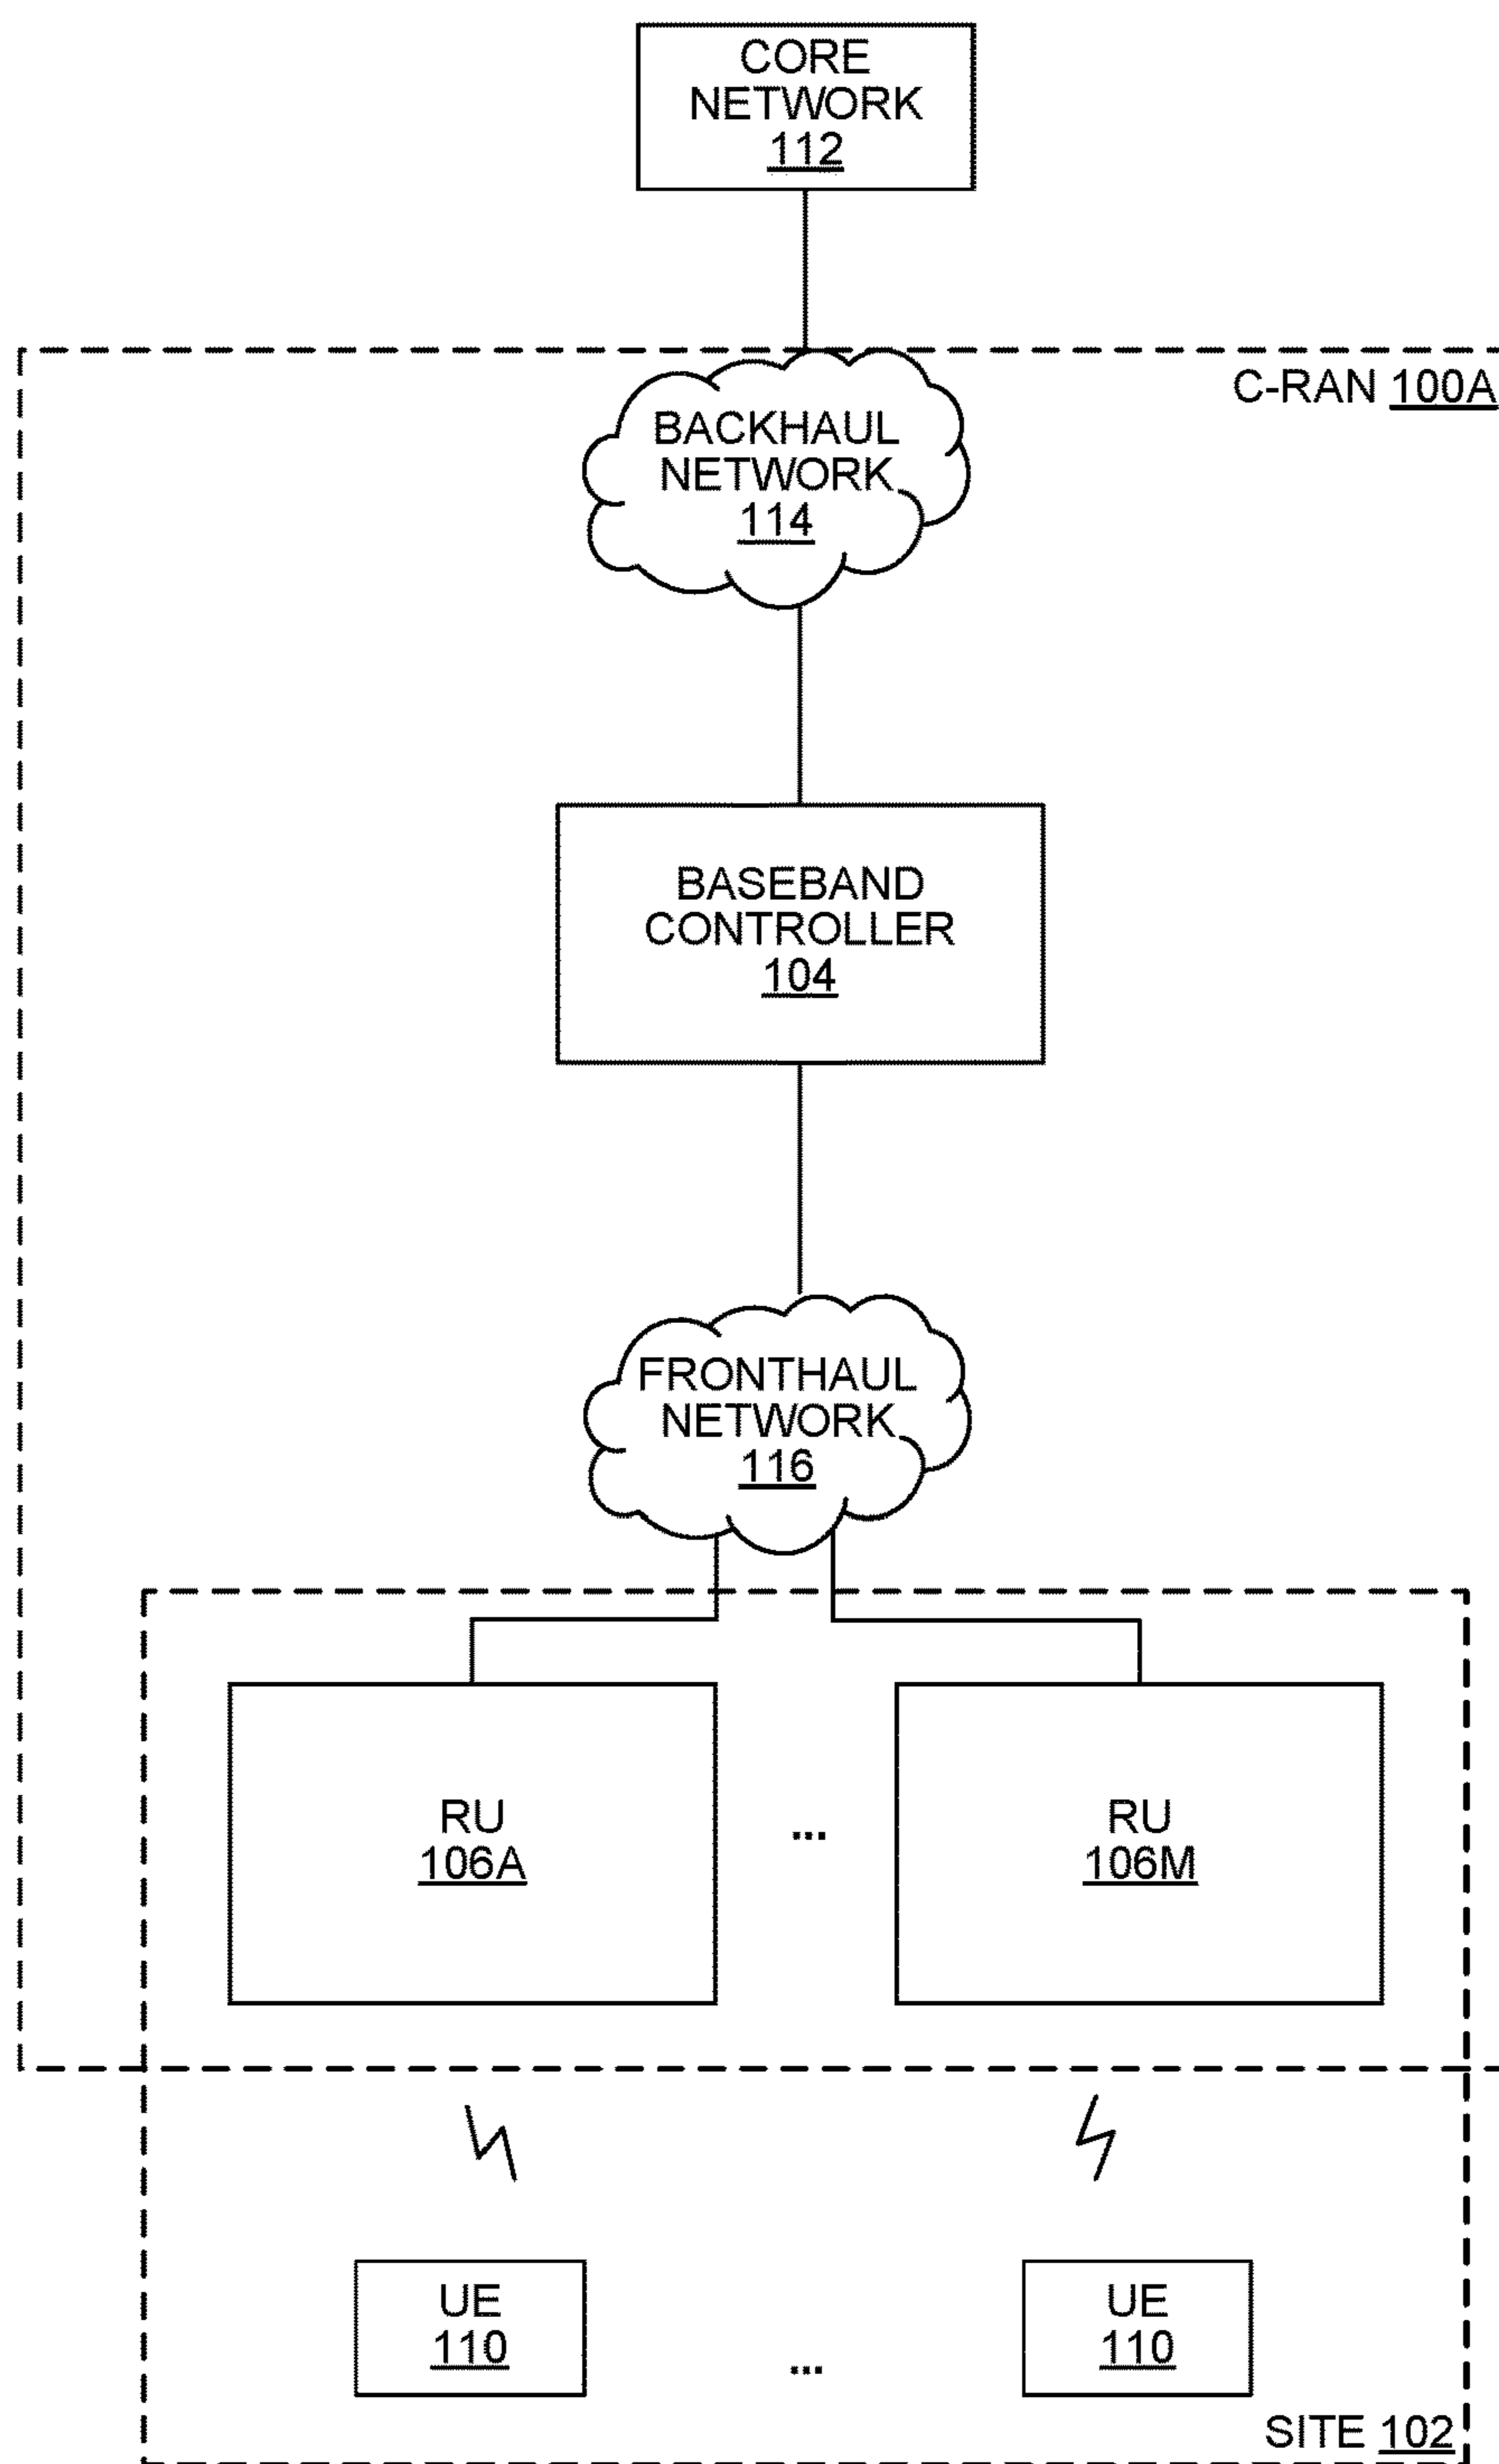 CORE
NETWORK
112
C-RAN 100A
BACKHAUL
NETWORK
114
BASEBAND
CONTROLLER
104
FRONTHAUL
NETWORK
116
RU
106A
...
RU
106M
UE
110
...
UE
110
SITE 102